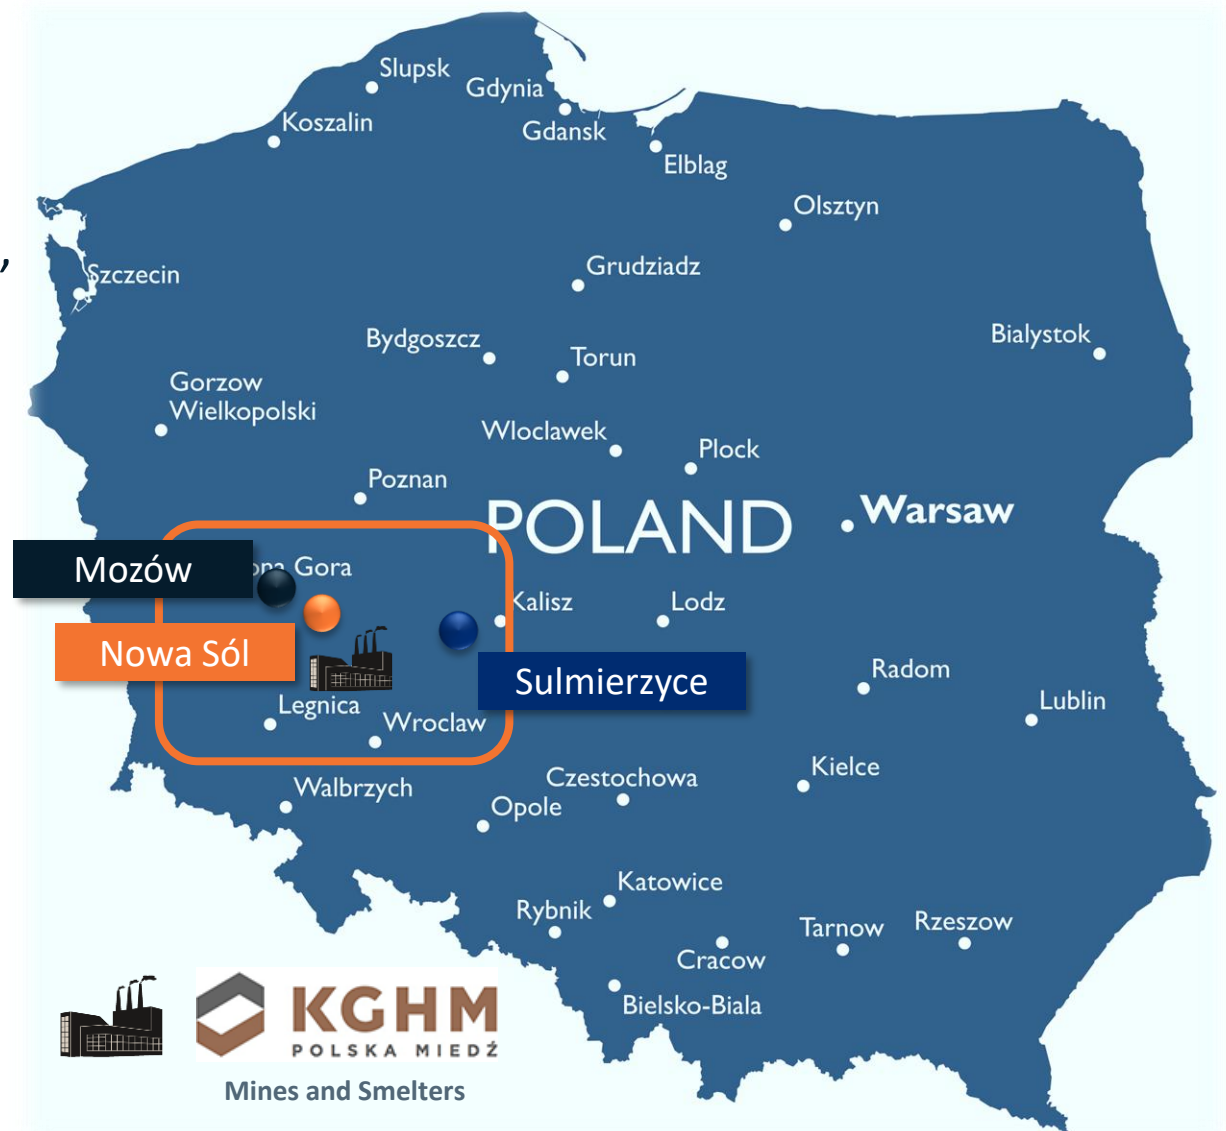 Slupsk
Gdynia
Koszalin
Gdansk
Elblag
Olsztyn
,
Szczecin
Grudziadz
Bydgoszcz
Torun
Bialystok
Gorzow
Wielkopolski
Wloclawek
Plock
Poznan
POLAND
Warsaw
Mozów
ona Gora
Kalisz
Lodz
Nowa Sól
Sulmierzyce
Radom
Legnica
Lublin
Wroclaw
Kielce
Czestochowa
Walbrzych
Opole
Katowice
Rybnik
Tarnow
Rzeszow
Cracow
Bielsko-Biala
KGHM
POLSKA MIEDŹ
Mines and Smelters